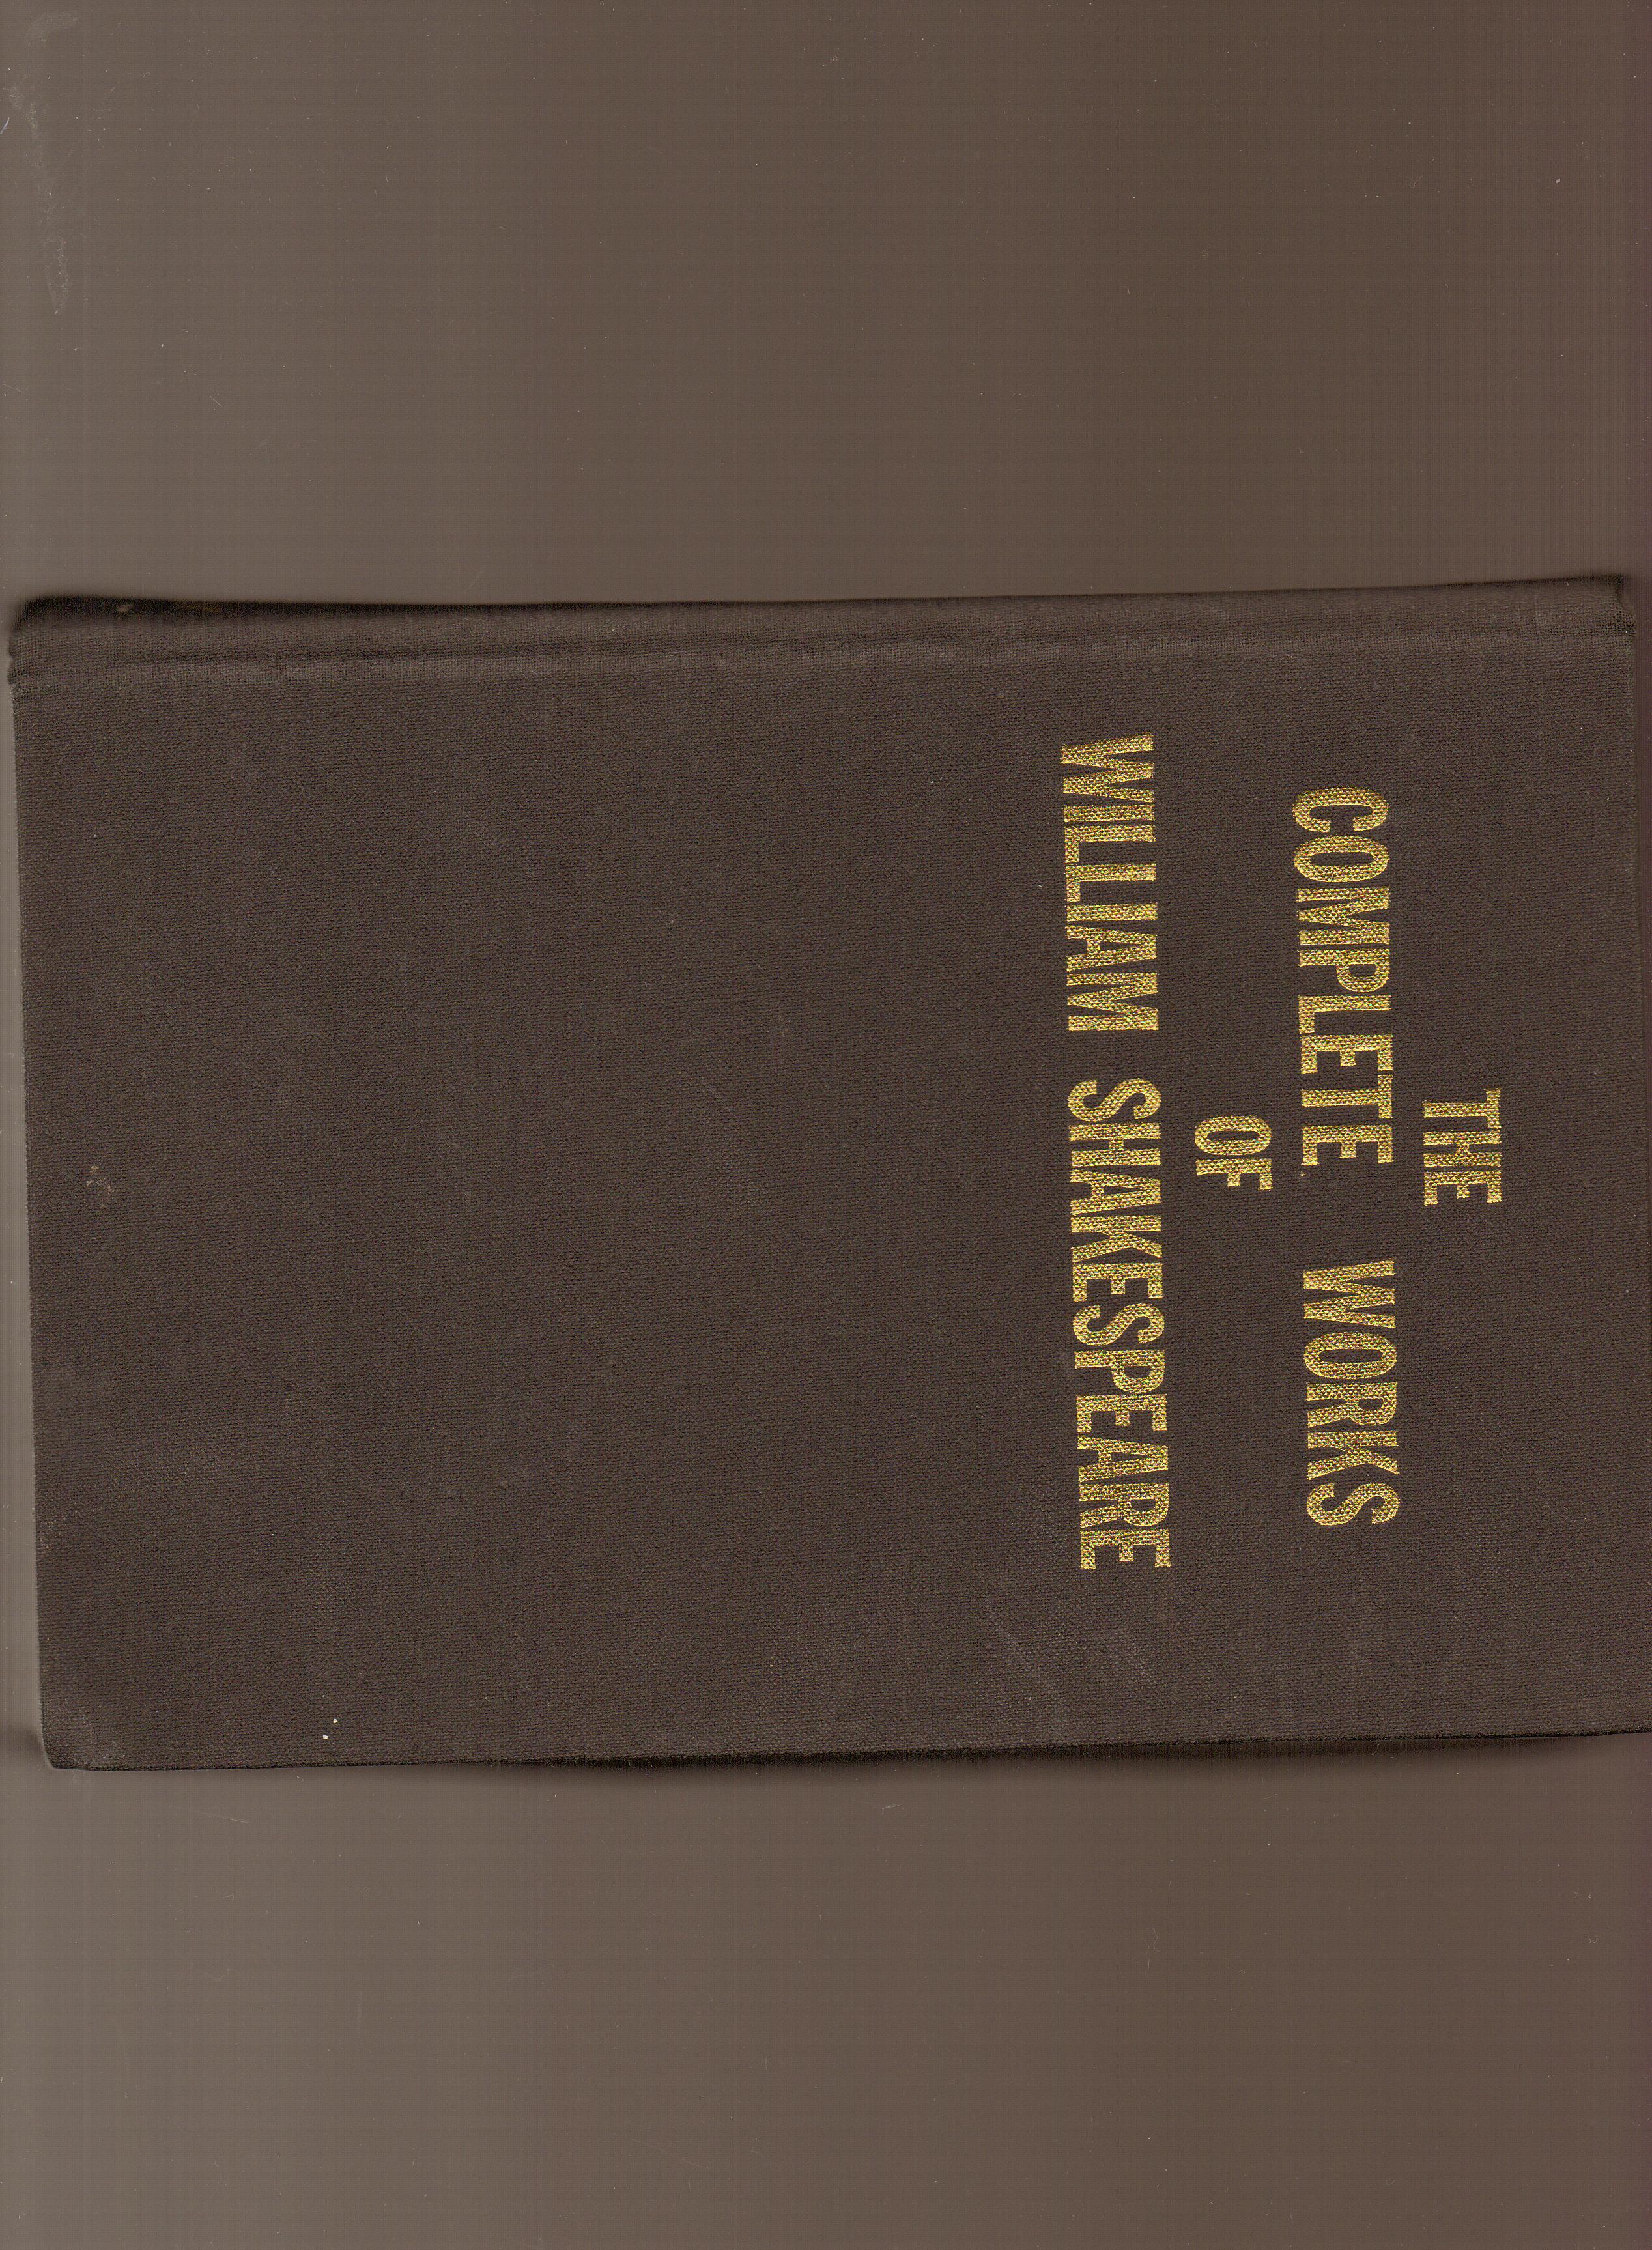 THE
COMPLETE WORKS
OF
WILLIAM SHAKESPEARE